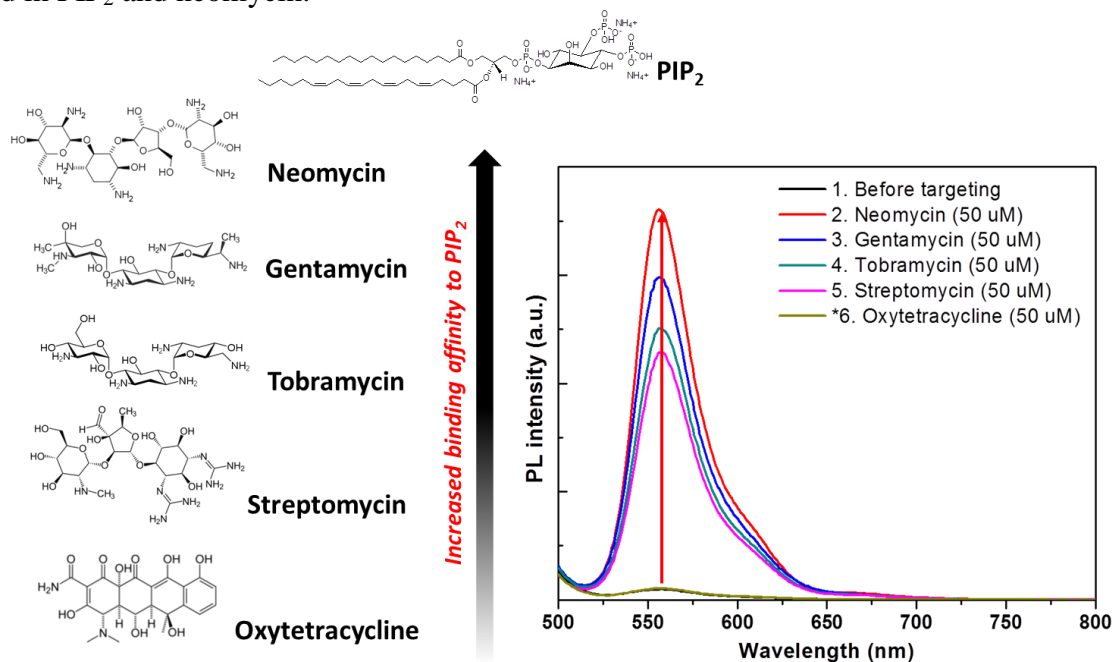 d in PIP2 and neomycin.
PIP2
Neomycin
Gentamycin
Tobramycin
Streptomycin
Oxytetracycline
Increased binding affinity to PIP2
1. Before targeting
2. Neomycin (50 uM)
3. Gentamycin (50 uM)
4. Tobramycin (50 uM)
5. Streptomycin (50 uM)
*6. Oxytetracycline (50 uM)
PL intensity (a.u.)
500 550 600 650 700 750 800
Wavelength (nm)